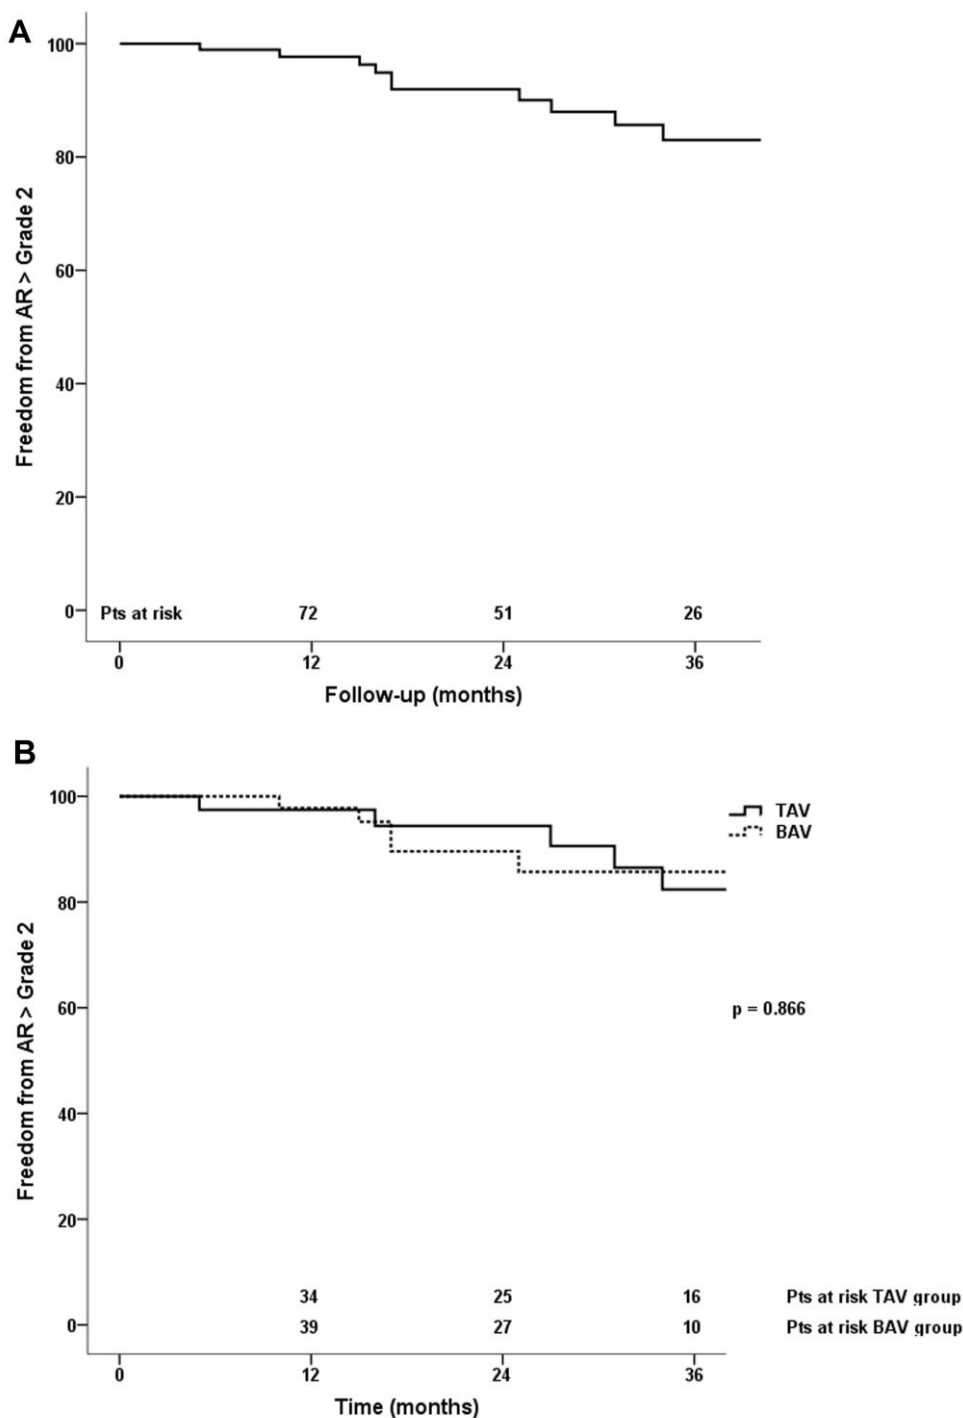 A
Freedom from AR > Grade 2
100
80
60
40
20
0
Pts at risk 72 51 26
0 12 24 36
Follow-up (months)
B
Freedom from AR > Grade 2
100
80
60
40
20
0
TAV
BAV
p = 0.866
34 25 16 Pts at risk TAV group
39 27 10 Pts at risk BAV group
0 12 24 36
Time (months)